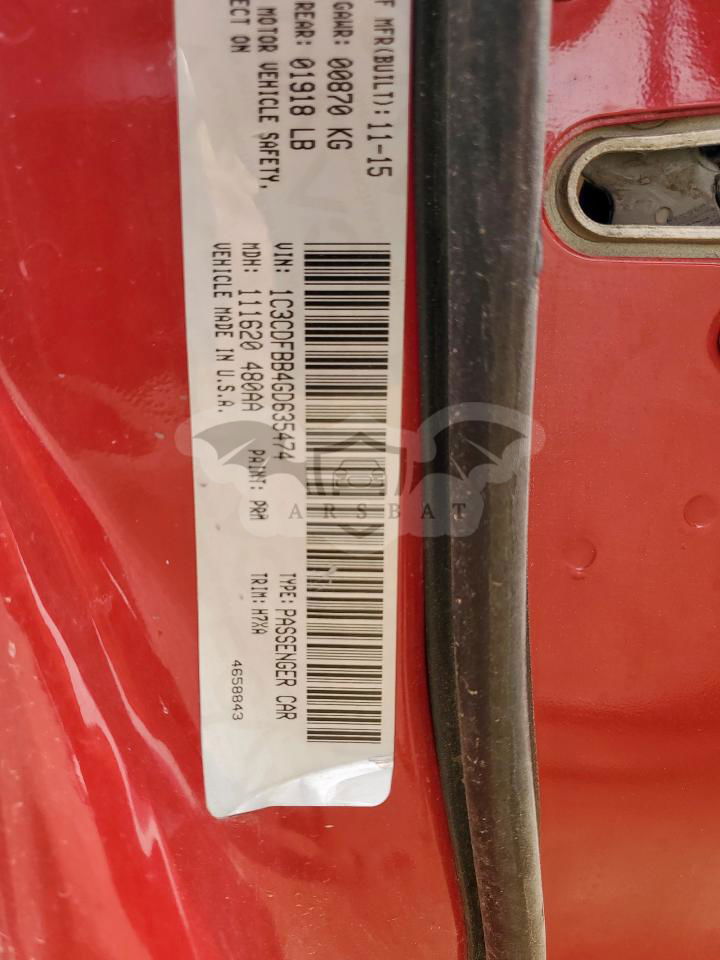 F MFR(BUILT): 11-15
GAWR: 00870 KG
REAR: 01918 LB
MOTOR VEHICLE SAFETY,
ECT ON
VIN: 1C3CDFBB4GD635474
TYPE: PASSENGER CAR
MDH: 111620 480AA
PAINT: PRM
TRIM: H7XA
VEHICLE MADE IN U.S.A.
4658843
ARSBAT